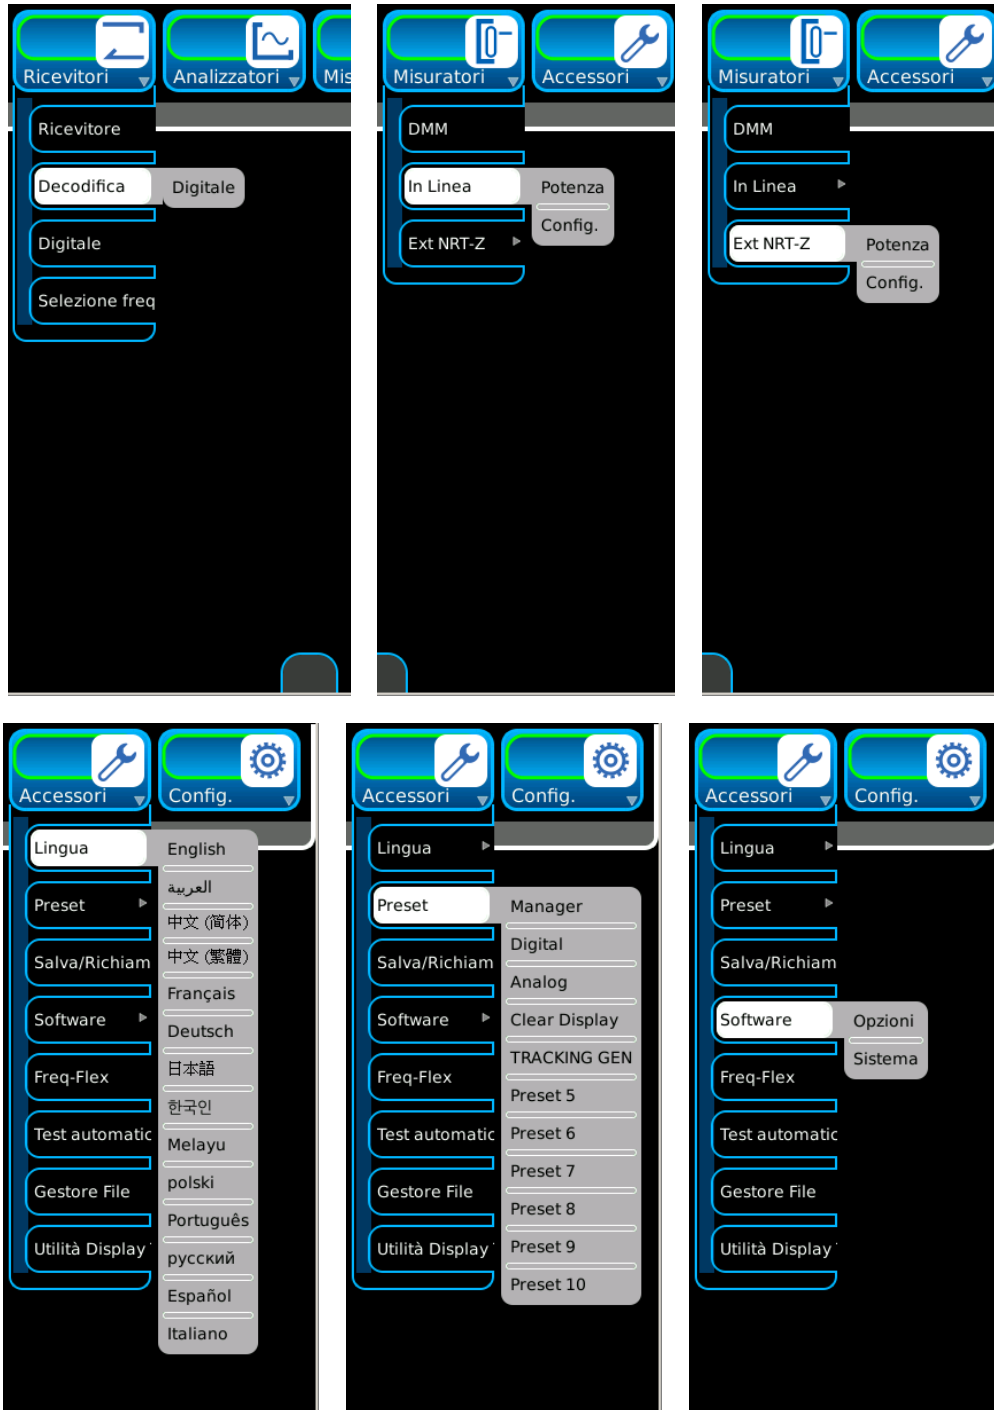 Ricevitori
Analizzatori
Mis
Ricevitore
Decodifica
Digitale
Digitale
Selezione freq
Misuratori
Accessori
DMM
In Linea
Potenza
Config.
Ext NRT-Z
Misuratori
Accessori
DMM
In Linea
Ext NRT-Z
Potenza
Config.
Accessori
Config.
Lingua
Preset
Salva/Richiam
Software
Freq-Flex
Test automatic
Gestore File
Utilità Display
English
العربية
中文 (简体)
中文 (繁體)
Français
Deutsch
日本語
한국인
Melayu
polski
Português
русский
Español
Italiano
Accessori
Config.
Lingua
Preset
Salva/Richiam
Software
Freq-Flex
Test automatic
Gestore File
Utilità Display
Manager
Digital
Analog
Clear Display
TRACKING GEN
Preset 5
Preset 6
Preset 7
Preset 8
Preset 9
Preset 10
Accessori
Config.
Lingua
Preset
Salva/Richiam
Software
Opzioni
Sistema
Freq-Flex
Test automatic
Gestore File
Utilità Display